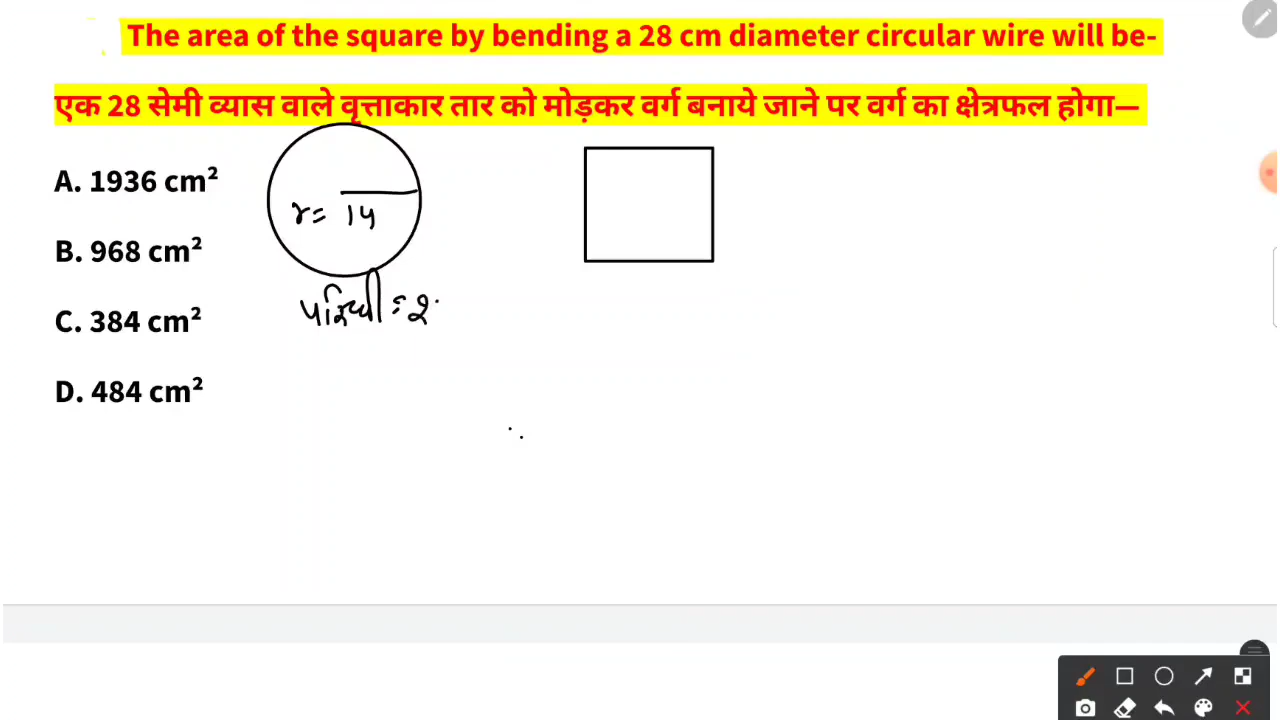 The area of the square by bending a 28 cm diameter circular wire will be-
एक 28 सेमी व्यास वाले वृत्ताकार तार को मोड़कर वर्ग बनाये जाने पर वर्ग का क्षेत्रफल होगा—
A. 1936 cm²
r = 14
B. 968 cm²
परिधी = 2
C. 384 cm²
D. 484 cm²